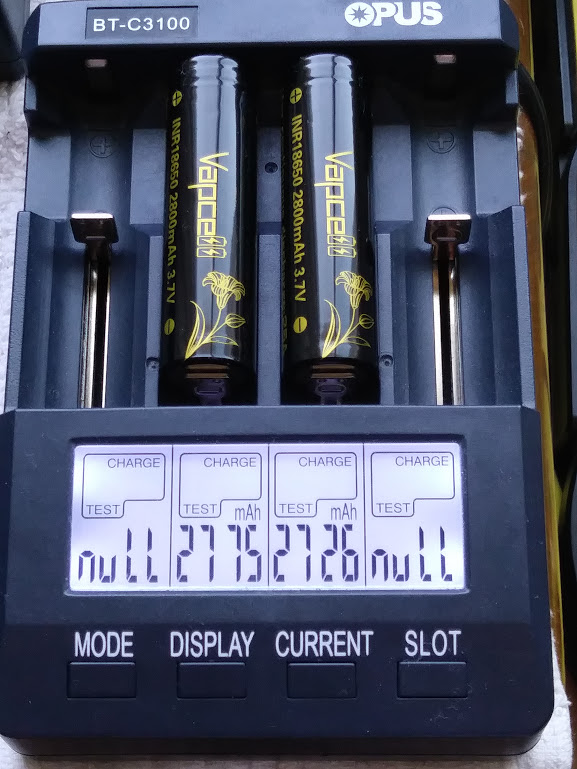 BT-C3100
OPUS
Vapcell
INR18650 2800mAh 3.7V
Vapcell
INR18650 2800mAh 3.7V
CHARGE CHARGE CHARGE CHARGE
TEST TEST mAh TEST mAh TEST
null 2775 2726 null
MODE DISPLAY CURRENT SLOT